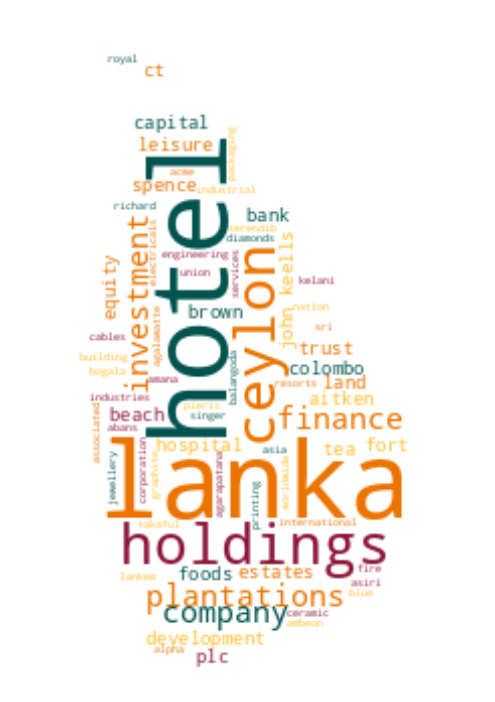 royal
ct
capital
packaging
leisure
hotel
acme
spence
industrial
richard
bank
investment
electricals
serendib
diamonds
john keells
engineering
services
ceylon
equity
union
kelani
nation
brown
agalawatte
sri
cables
trust
building
balangoda
colombo
bogala
amana
resorts
land
industries
aitken
associated
pieris
beach
singer
finance
abans
lanka
hospital
fort
tea
asia
jewellery
corporation
graphite
agarapatana
worldwide
printing
takaful
international
holdings
fire
lankem
foods
estates
asiri
blue
plantations
company
ceramic
ambeon
development
alpha
plc